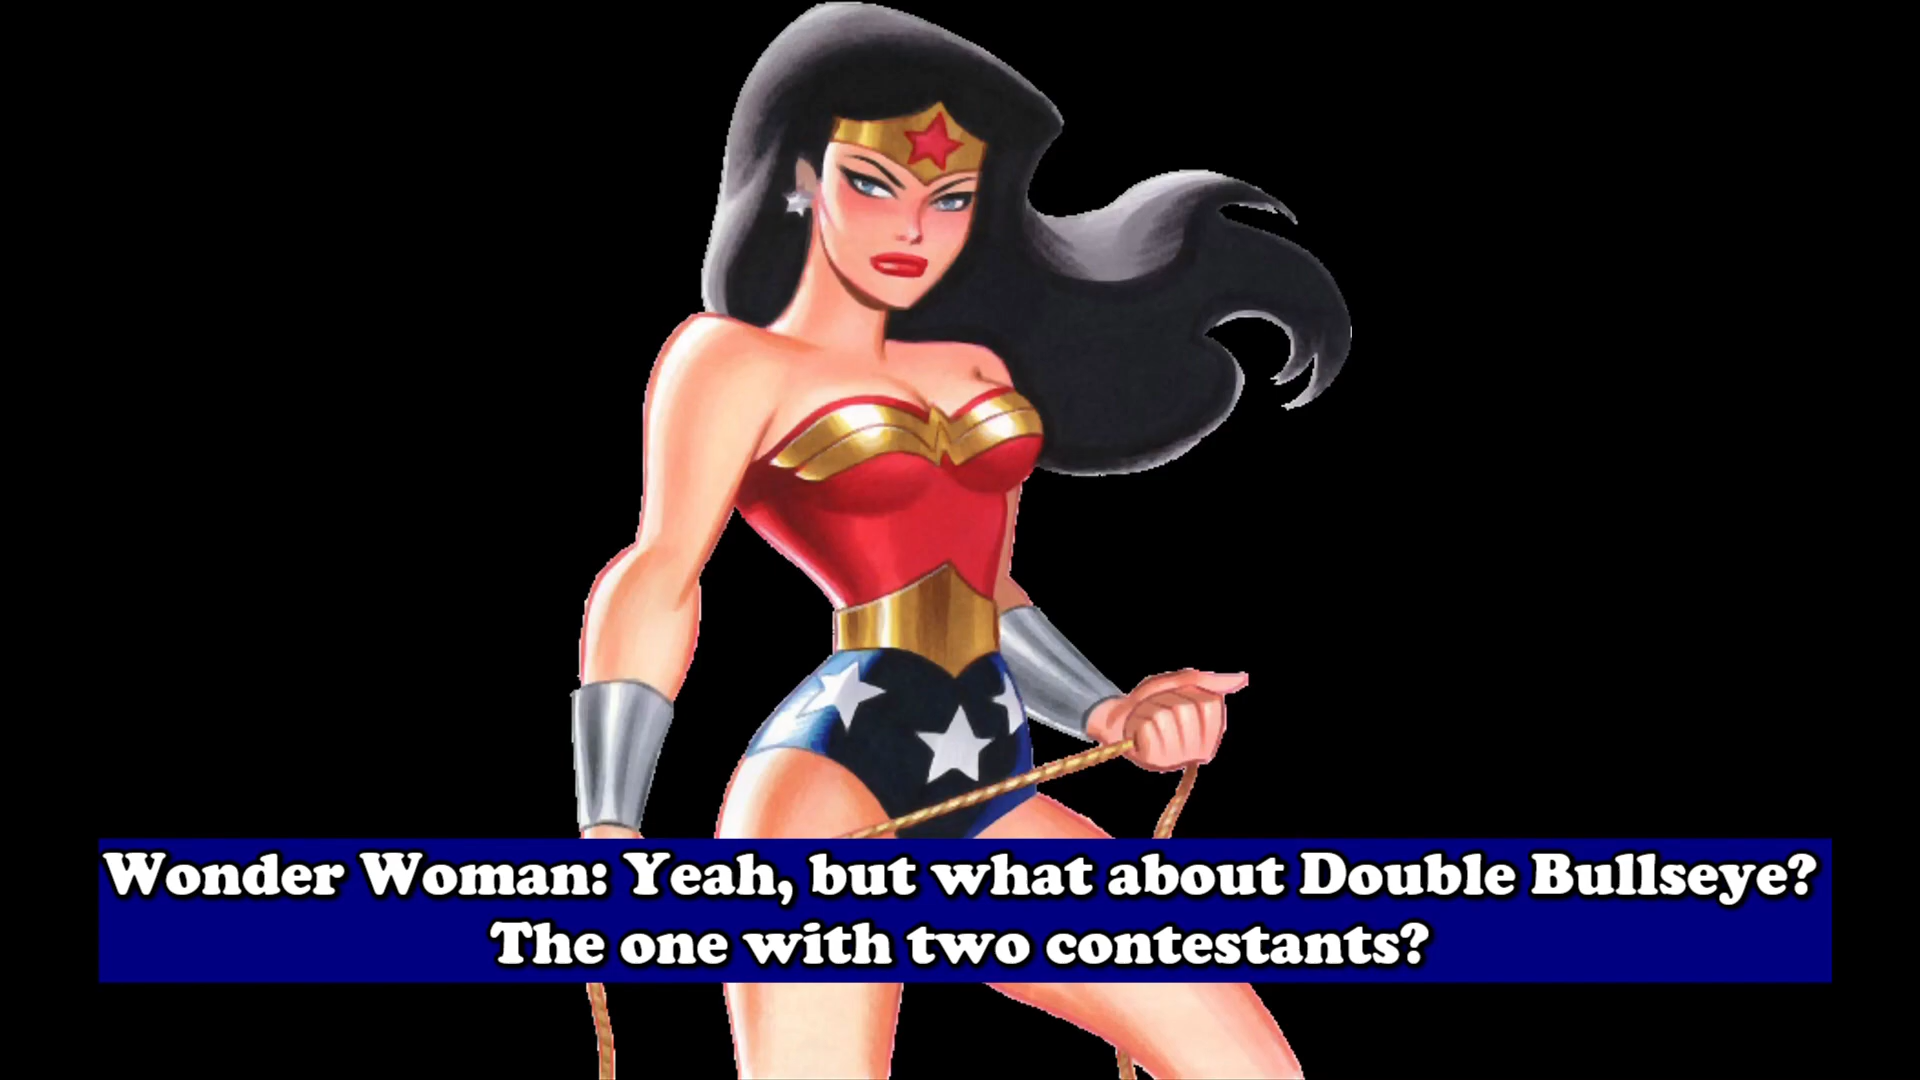 Wonder Woman: Yeah, but what about Double Bullseye?
The one with two contestants?